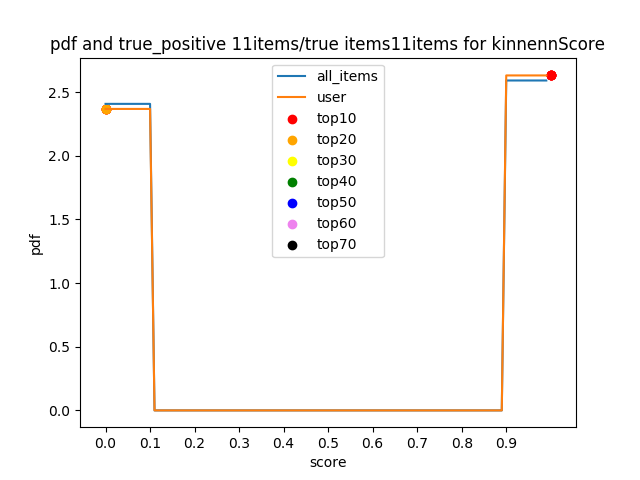 pdf and true_positive 11items/true items11items for kinnennScore
all_items
user
top10
top20
top30
top40
top50
top60
top70
pdf
2.5
2.0
1.5
1.0
0.5
0.0
0.0 0.1 0.2 0.3 0.4 0.5 0.6 0.7 0.8 0.9
score